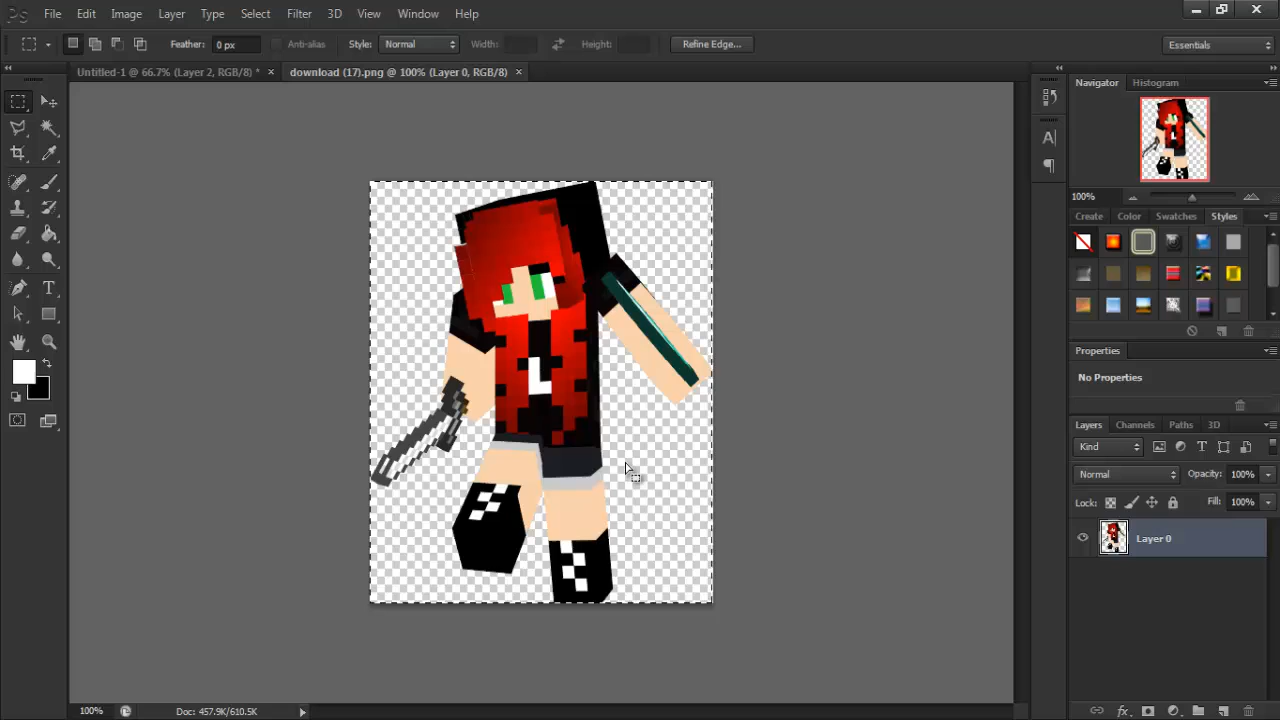 Ps File Edit Image Layer Type Select Filter 3D View Window Help
Feather: 0 px Anti-alias Style: Normal Width: Height: Refine Edge... Essentials
Untitled-1 @ 66.7% (Layer 2, RGB/8) * × download (17).png @ 100% (Layer 0, RGB/8) ×
Navigator Histogram
100%
Create Color Swatches Styles
Properties
No Properties
Layers Channels Paths 3D
Kind
Normal Opacity: 100%
Lock: Fill: 100%
Layer 0
L
100% Doc: 457.9K/610.5K